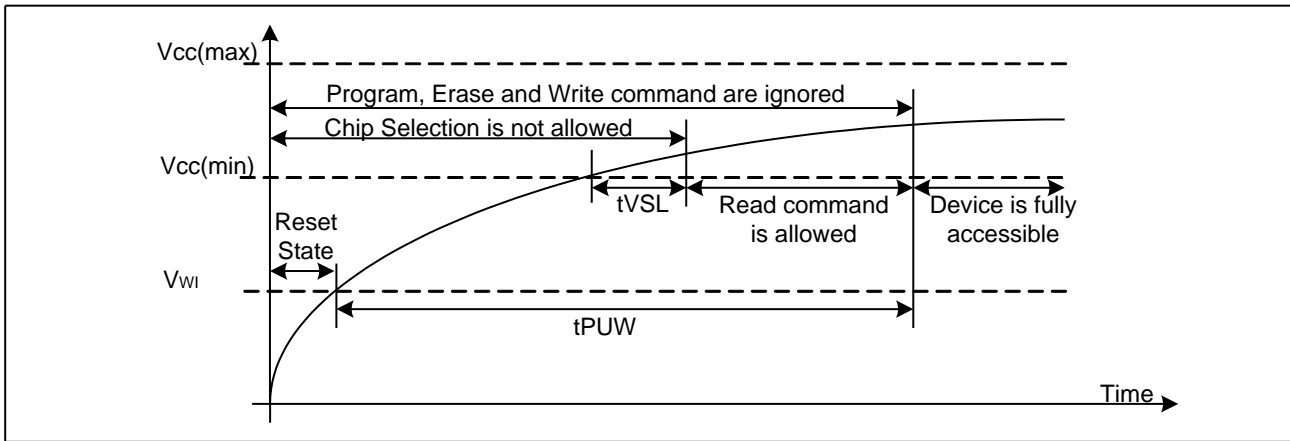 Vcc(max)
Program, Erase and Write command are ignored
Chip Selection is not allowed
Vcc(min)
tVSL
Read command
is allowed
Device is fully
accessible
Reset
State
VWI
tPUW
Time